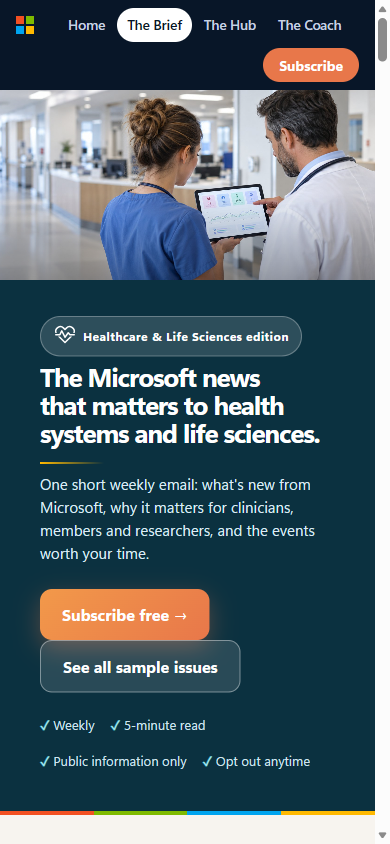 Home The Brief The Hub The Coach
Subscribe
Healthcare & Life Sciences edition
The Microsoft news
that matters to health
systems and life sciences.
One short weekly email: what's new from
Microsoft, why it matters for clinicians,
members and researchers, and the events
worth your time.
Subscribe free →
See all sample issues
✓ Weekly ✓ 5-minute read
✓ Public information only ✓ Opt out anytime